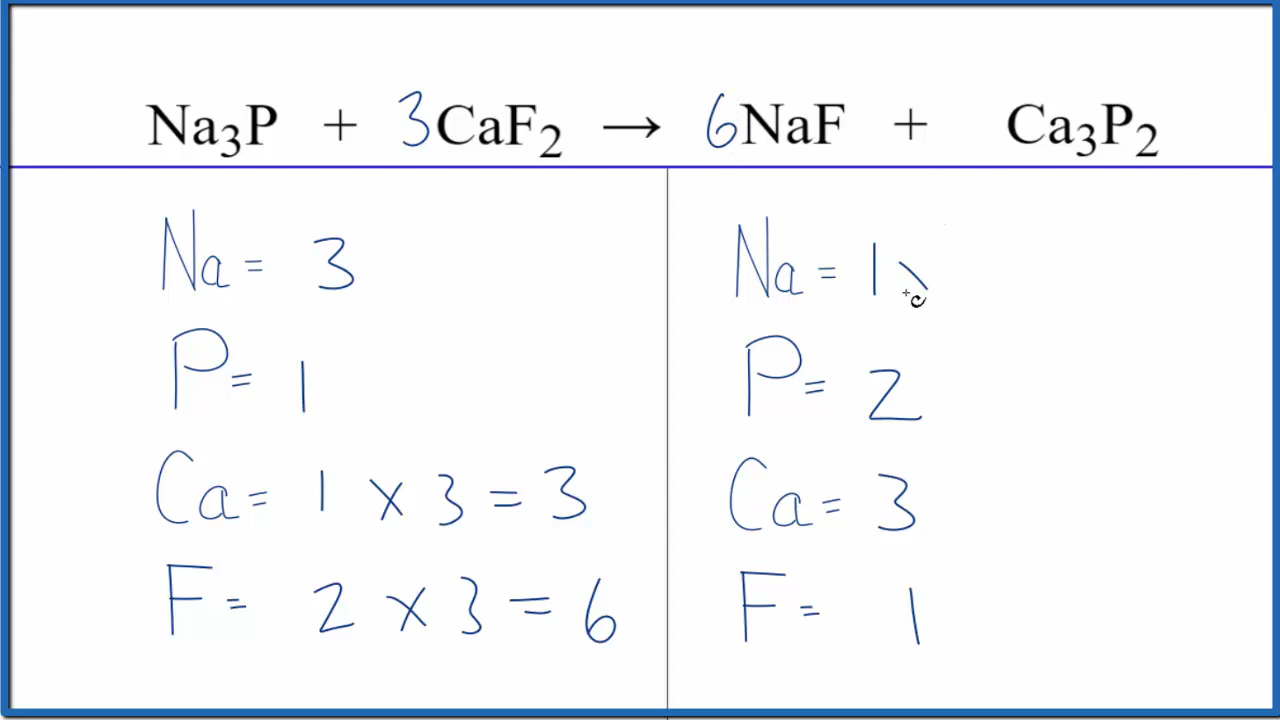 Na₃P + 3CaF₂ → 6NaF + Ca₃P₂
Na = 3
P = 1
Ca = 1 x 3 = 3
F = 2 x 3 = 6
Na = 1
P = 2
Ca = 3
F = 1